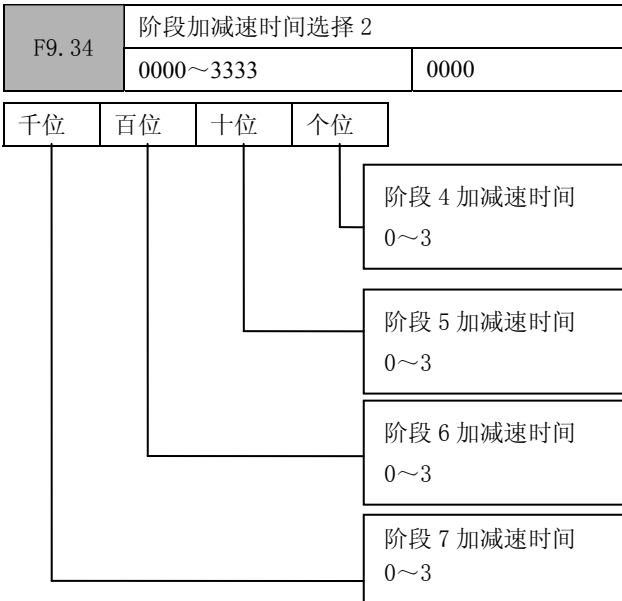 F9.34
阶段加减速时间选择 2
0000～3333 0000
千位 百位 十位 个位
阶段 4 加减速时间
0～3
阶段 5 加减速时间
0～3
阶段 6 加减速时间
0～3
阶段 7 加减速时间
0～3